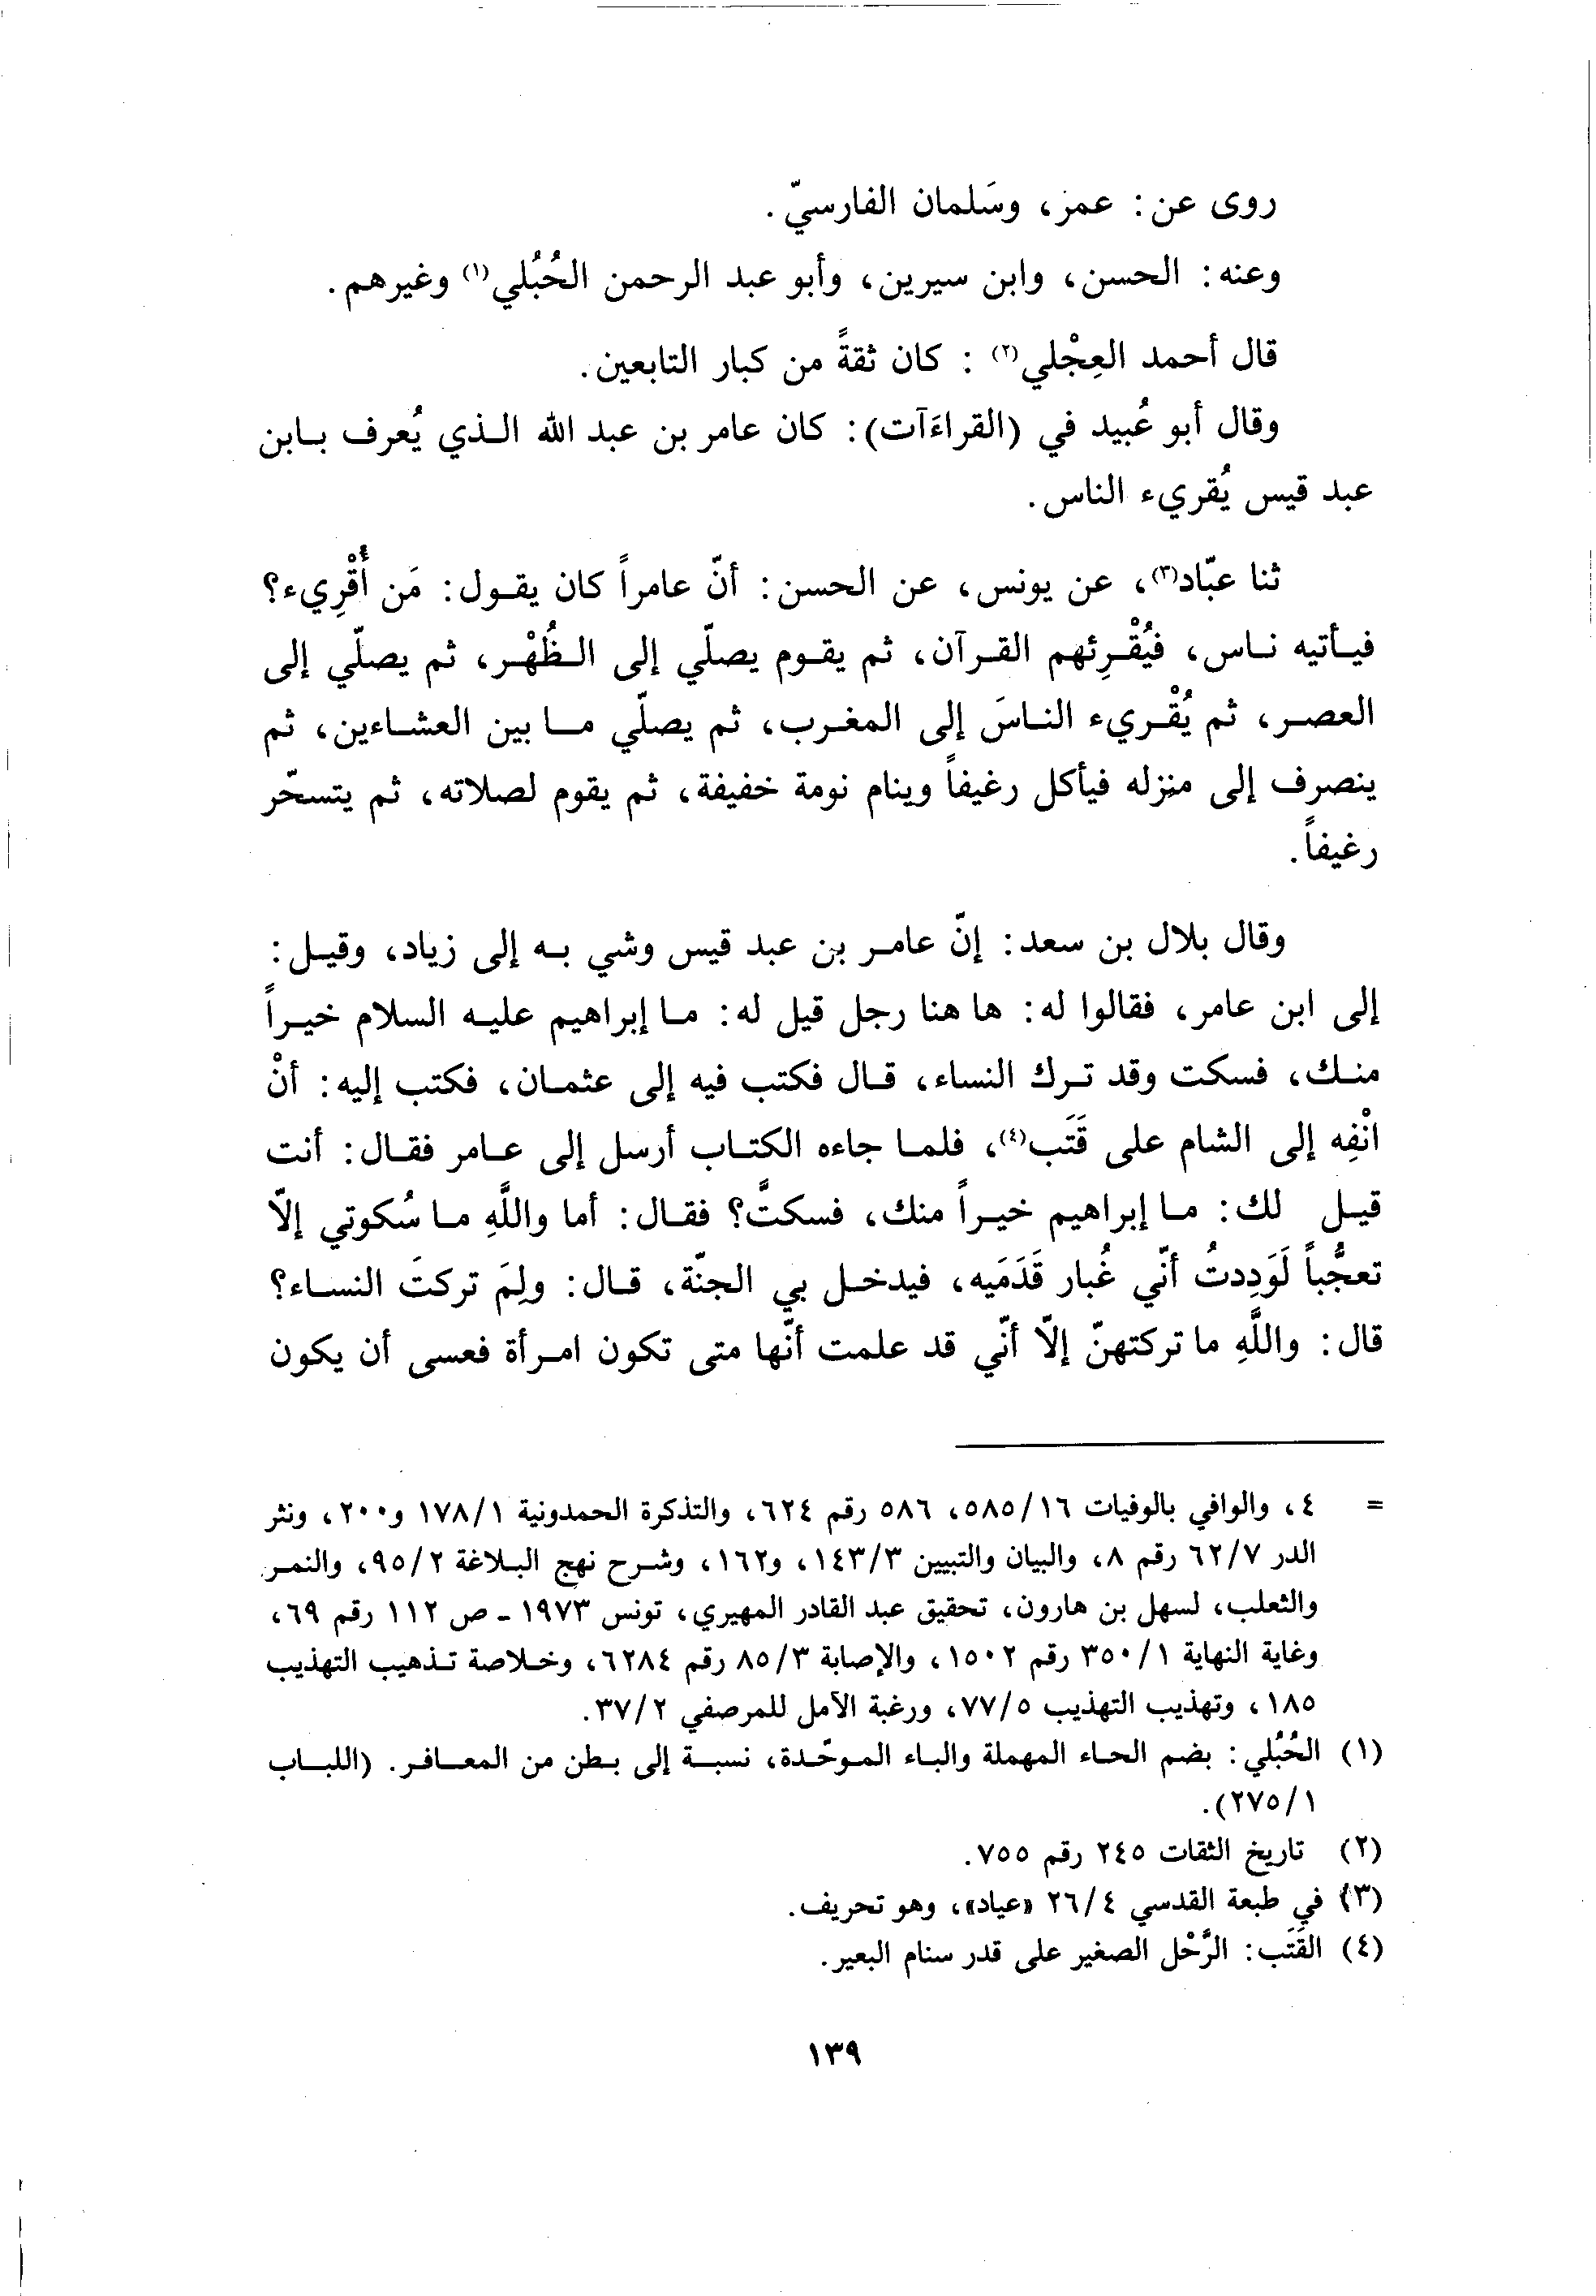 روى عن: عمر، وسَلمان الفارسيّ.
وعنه: الحسن، وابن سيرين، وأبو عبد الرحمن الحُبُلي(١) وغيرهم.
قال أحمد العِجْلي(٢) : كان ثقةً من كبار التابعين.
وقال أبو عُبيد في (القراءَآت): كان عامر بن عبد الله الذي يُعرف بابن
عبد قيس يُقريء الناس.
ثنا عبّاد(٣)، عن يونس، عن الحسن: أنّ عامراً كان يقول: مَن أُقْرِيء؟
فيأتيه ناس، فيُقْرِئهم القرآن، ثم يقوم يصلّي إلى الظُهْر، ثم يصلّي إلى
العصر، ثم يُقْريء الناسَ إلى المغرب، ثم يصلّي ما بين العشاءين، ثم
ينصرف إلى منزله فيأكل رغيفاً وينام نومة خفيفة، ثم يقوم لصلاته، ثم يتسحّر
رغيفاً.
وقال بلال بن سعد: إنّ عامر بن عبد قيس وشي به إلى زياد، وقيل:
إلى ابن عامر، فقالوا له: ها هنا رجل قيل له: ما إبراهيم عليه السلام خيراً
منك، فسكت وقد ترك النساء، قال فكتب فيه إلى عثمان، فكتب إليه: أنْ
انْفِه إلى الشام على قَتَب(٤)، فلما جاءه الكتاب أرسل إلى عامر فقال: أنت
قيل لك: ما إبراهيم خيراً منك، فسكتَّ؟ فقال: أما واللَّهِ ما سُكوتي إلاّ
تعجُّباً لَوَدِدتُ أنّي غُبار قَدَمَيه، فيدخل بي الجنّة، قال: ولِمَ تركتَ النساء؟
قال: واللَّهِ ما تركتهنّ إلاّ أنّي قد علمت أنّها متى تكون امرأة فعسى أن يكون
= ٤، والوافي بالوفيات ٥٨٥/١٦، ٥٨٦ رقم ٦٢٤، والتذكرة الحمدونية ١٧٨/١ و٢٠٠، ونثر
الدر ٦٢/٧ رقم ٨، والبيان والتبيين ١٤٣/٣، و١٦٢، وشرح نهج البلاغة ٩٥/٢، والنمر
والثعلب، لسهل بن هارون، تحقيق عبد القادر المهيري، تونس ١٩٧٣ - ص ١١٢ رقم ٦٩،
وغاية النهاية ٣٥٠/١ رقم ١٥٠٢، والإصابة ٨٥/٣ رقم ٦٢٨٤، وخلاصة تذهيب التهذيب
١٨٥، وتهذيب التهذيب ٧٧/٥، ورغبة الآمل للمرصفي ٣٧/٢.
(١) الحُبُلي: بضم الحاء المهملة والباء الموحّدة، نسبة إلى بطن من المعافر. (اللباب
٢٧٥/١).
(٢) تاريخ الثقات ٢٤٥ رقم ٧٥٥.
(٣) في طبعة القدسي ٢٦/٤ «عياد»، وهو تحريف.
(٤) القَتَب: الرَّحْل الصغير على قدر سنام البعير.
١٣٩